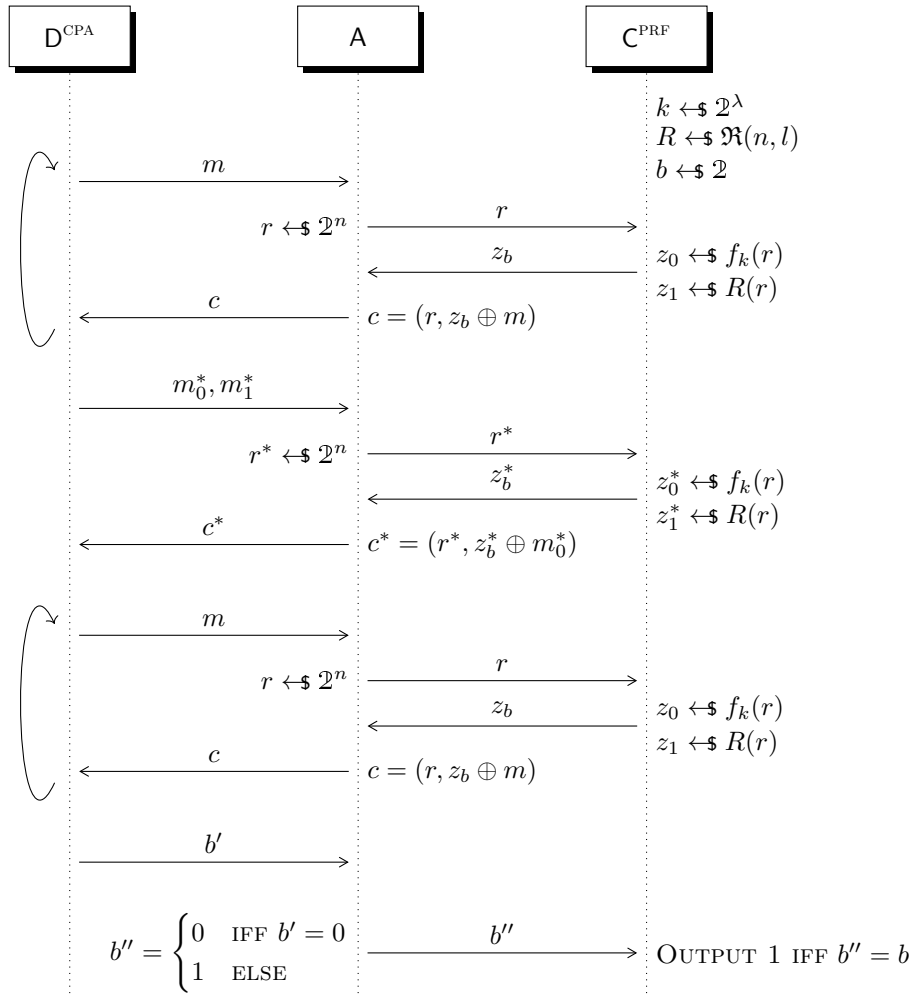 D^CPA A C^PRF
k ←$ 𝟚^λ
R ←$ ℜ(n, l)
b ←$ 𝟚
m
r ←$ 𝟚^n
r
z_b
z_0 ←$ f_k(r)
z_1 ←$ R(r)
c
c = (r, z_b ⊕ m)
m_0^*, m_1^*
r^* ←$ 𝟚^n
r^*
z_b^*
z_0^* ←$ f_k(r)
z_1^* ←$ R(r)
c^*
c^* = (r^*, z_b^* ⊕ m_0^*)
m
r ←$ 𝟚^n
r
z_b
z_0 ←$ f_k(r)
z_1 ←$ R(r)
c
c = (r, z_b ⊕ m)
b′
b″ = {0 IFF b′ = 0
1 ELSE
b″
OUTPUT 1 IFF b″ = b